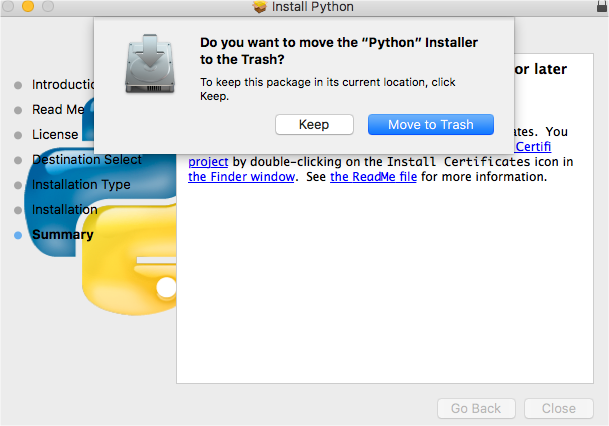 Install Python
Do you want to move the “Python” Installer
to the Trash?
To keep this package in its current location, click
Keep.
Keep Move to Trash
Introductio
Read Me
License
Destination Select
Installation Type
Installation
Summary
or later
ates. You
Certifi
project by double-clicking on the Install Certificates icon in
the Finder window. See the ReadMe file for more information.
Go Back Close